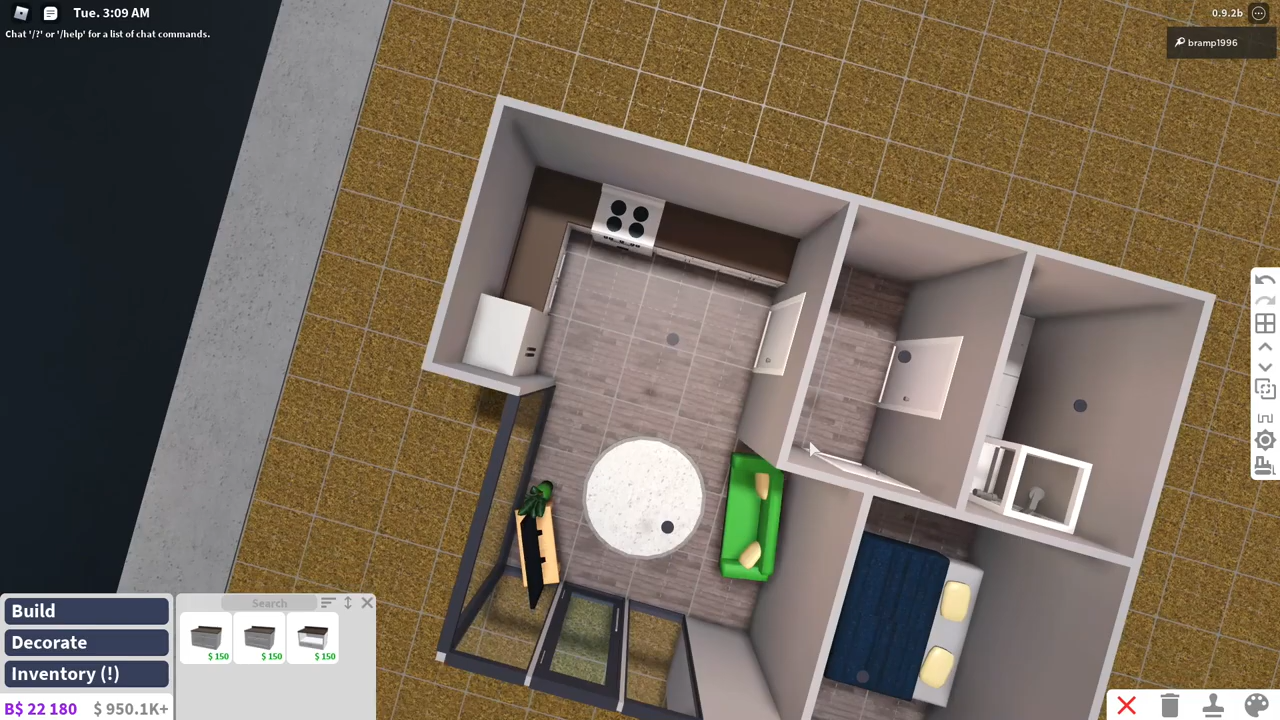 Tue. 3:09 AM
0.9.2b
Chat '/?' or '/help' for a list of chat commands.
bramp1996
Build
Decorate
Inventory (!)
B$ 22 180 $ 950.1K+
Search
$ 150 $ 150 $ 150